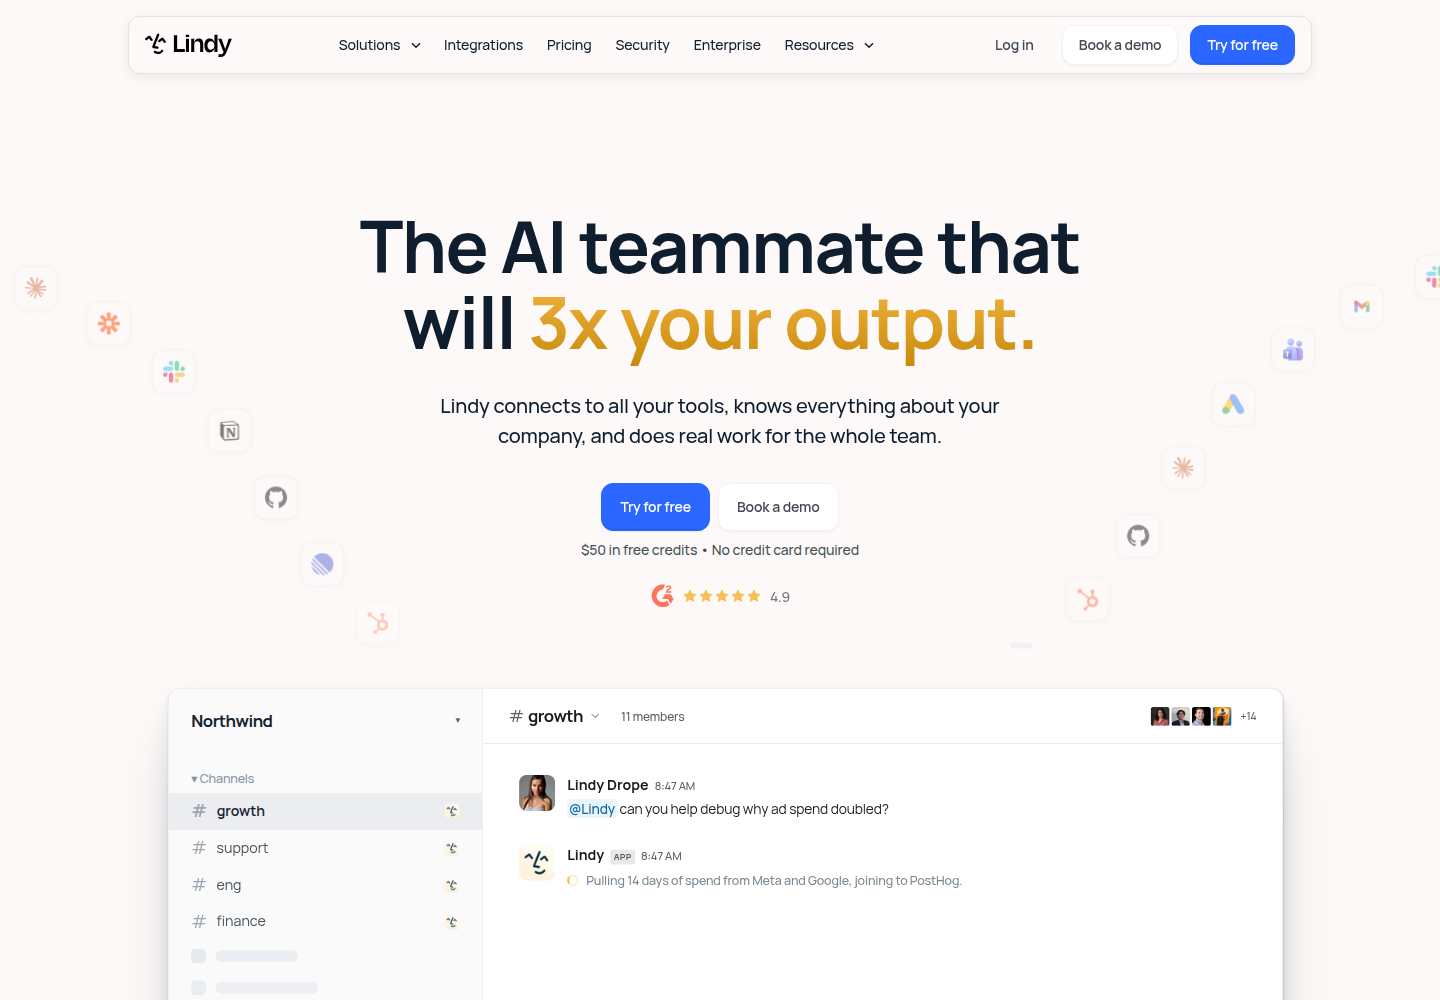 Lindy
Solutions
Integrations
Pricing
Security
Enterprise
Resources
Log in
Book a demo
Try for free
The AI teammate that
will 3x your output.
Lindy connects to all your tools, knows everything about your
company, and does real work for the whole team.
Try for free
Book a demo
$50 in free credits • No credit card required
4.9
stripe
Northwind
Channels
# growth
# support
# eng
# finance
# growth
11 members
+14
Lindy Drope 8:47 AM
@Lindy can you help debug why ad spend doubled?
Lindy APP 8:47 AM
Pulling 14 days of spend from Meta and Google, joining to PostHog.